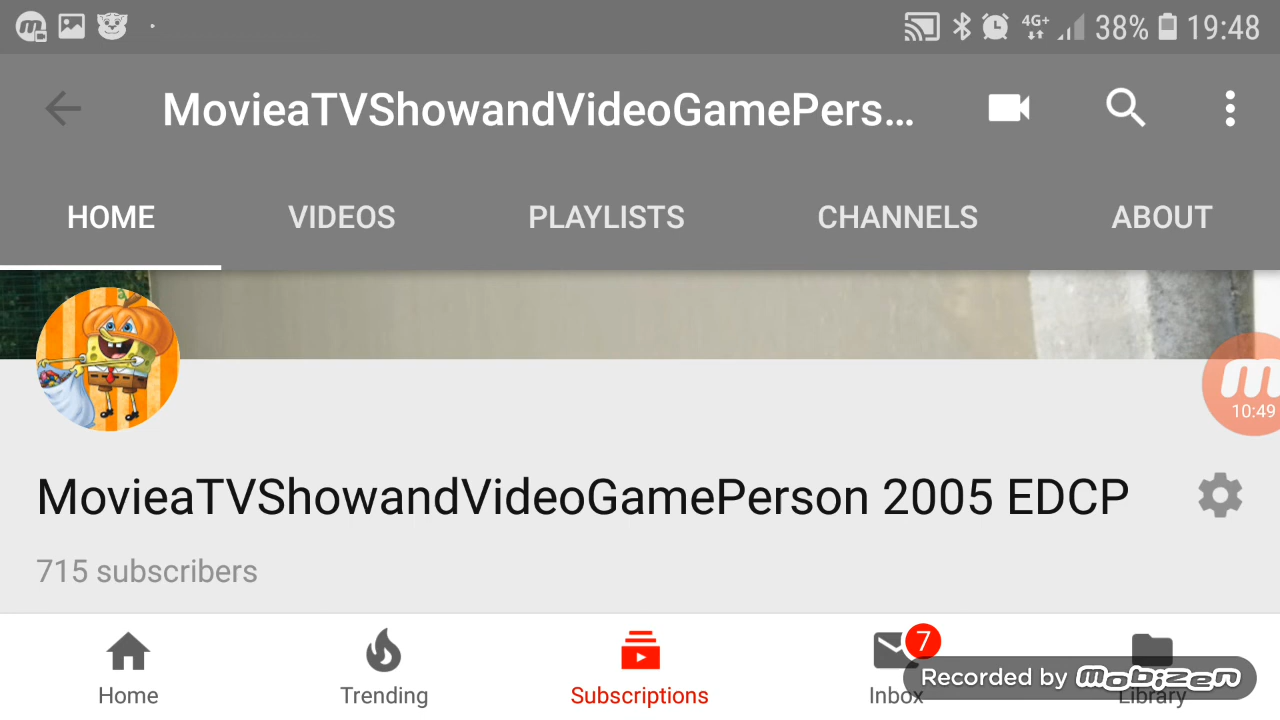 4G+ 38% 19:48
MovieaTVShowandVideoGamePers...
HOME VIDEOS PLAYLISTS CHANNELS ABOUT
m
10:49
MovieaTVShowandVideoGamePerson 2005 EDCP
715 subscribers
7
Recorded by mobizen
Home Trending Subscriptions Inbox Library